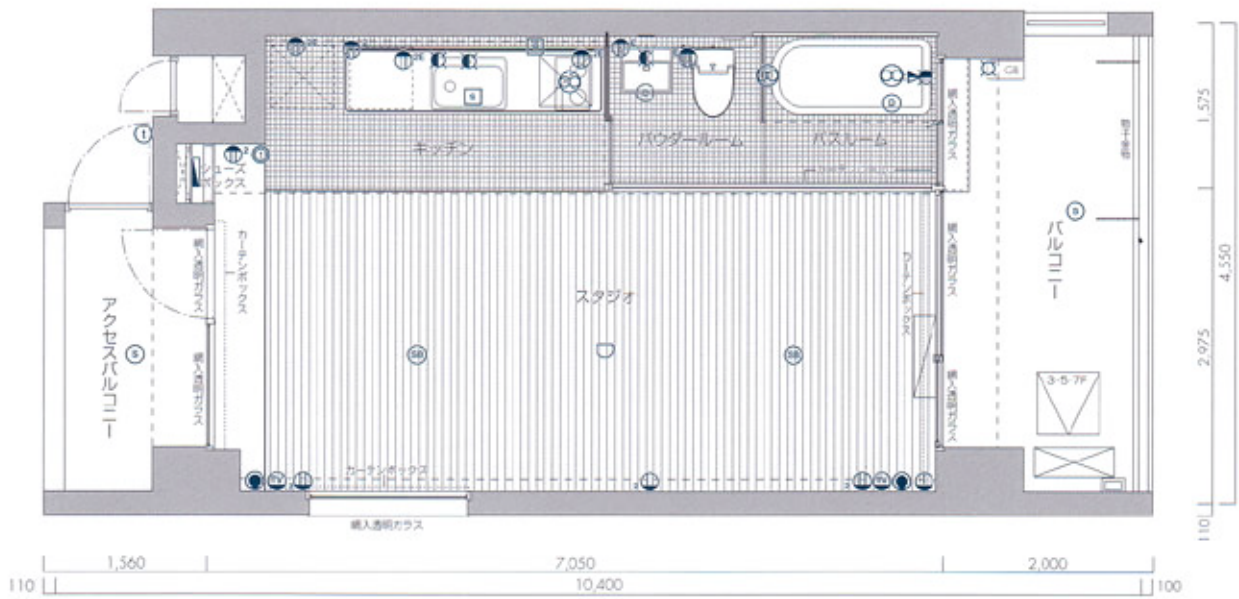 キッチン
パウダールーム
バスルーム
シューズ
ボックス
網入透明ガラス
カーテンボックス
網入透明ガラス
網入透明ガラス
アクセスバルコニー
スタジオ
カーテンボックス
網入透明ガラス
網入透明ガラス
網入透明ガラス
バルコニー
3・5・7F
カーテンボックス
網入透明ガラス
S
S
SB
SB
1,575
2,975
4,550
110
1,560
7,050
2,000
110
10,400
100